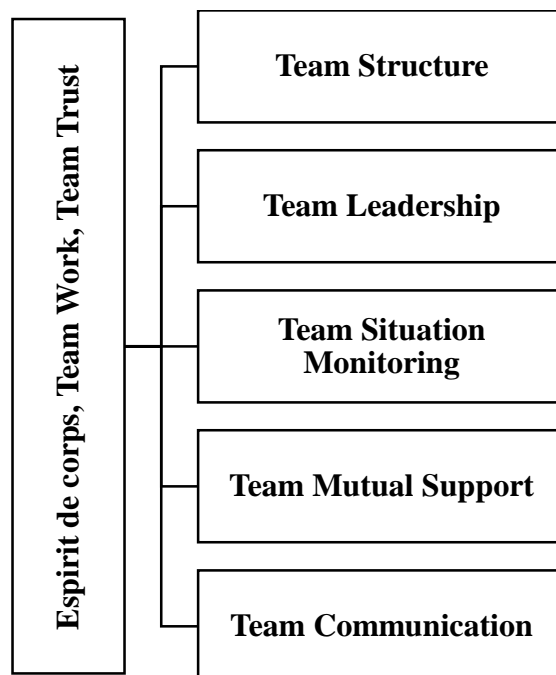 Espirit de corps, Team Work, Team Trust
Team Structure
Team Leadership
Team Situation
Monitoring
Team Mutual Support
Team Communication